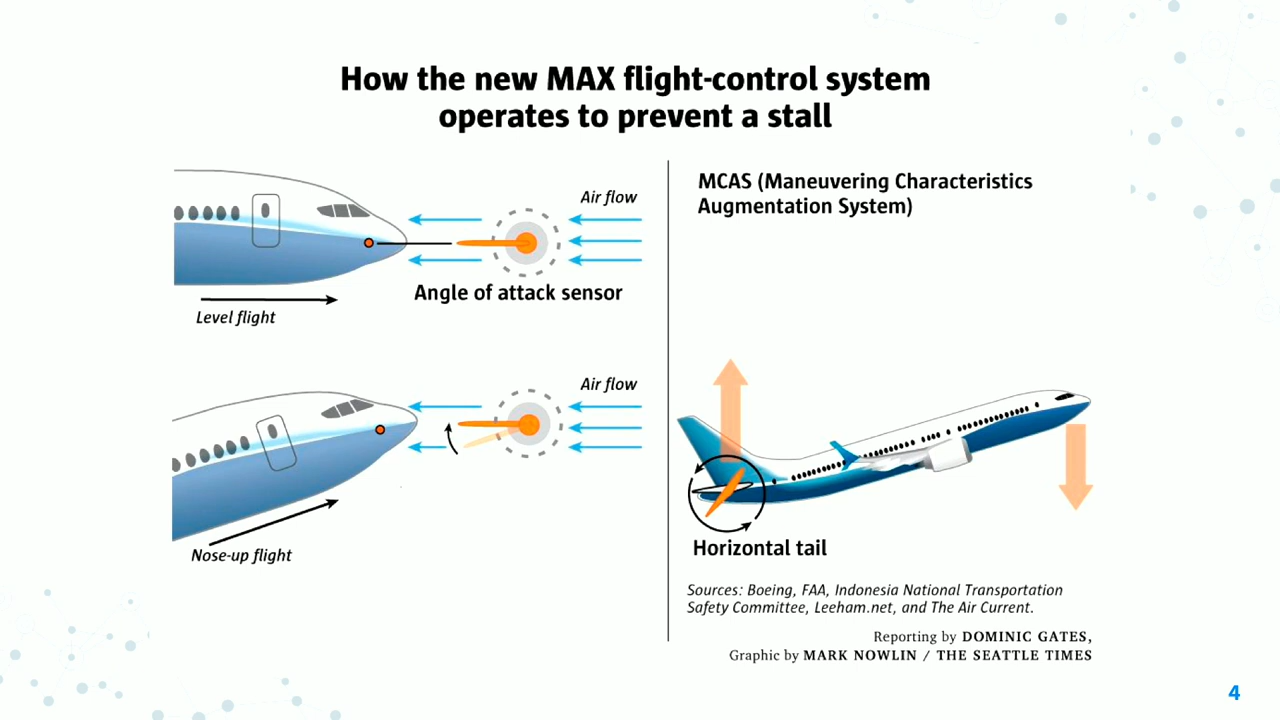 How the new MAX flight-control system
operates to prevent a stall
Air flow
Angle of attack sensor
Level flight
Air flow
Nose-up flight
MCAS (Maneuvering Characteristics
Augmentation System)
Horizontal tail
Sources: Boeing, FAA, Indonesia National Transportation
Safety Committee, Leeham.net, and The Air Current.
Reporting by DOMINIC GATES,
Graphic by MARK NOWLIN / THE SEATTLE TIMES
4